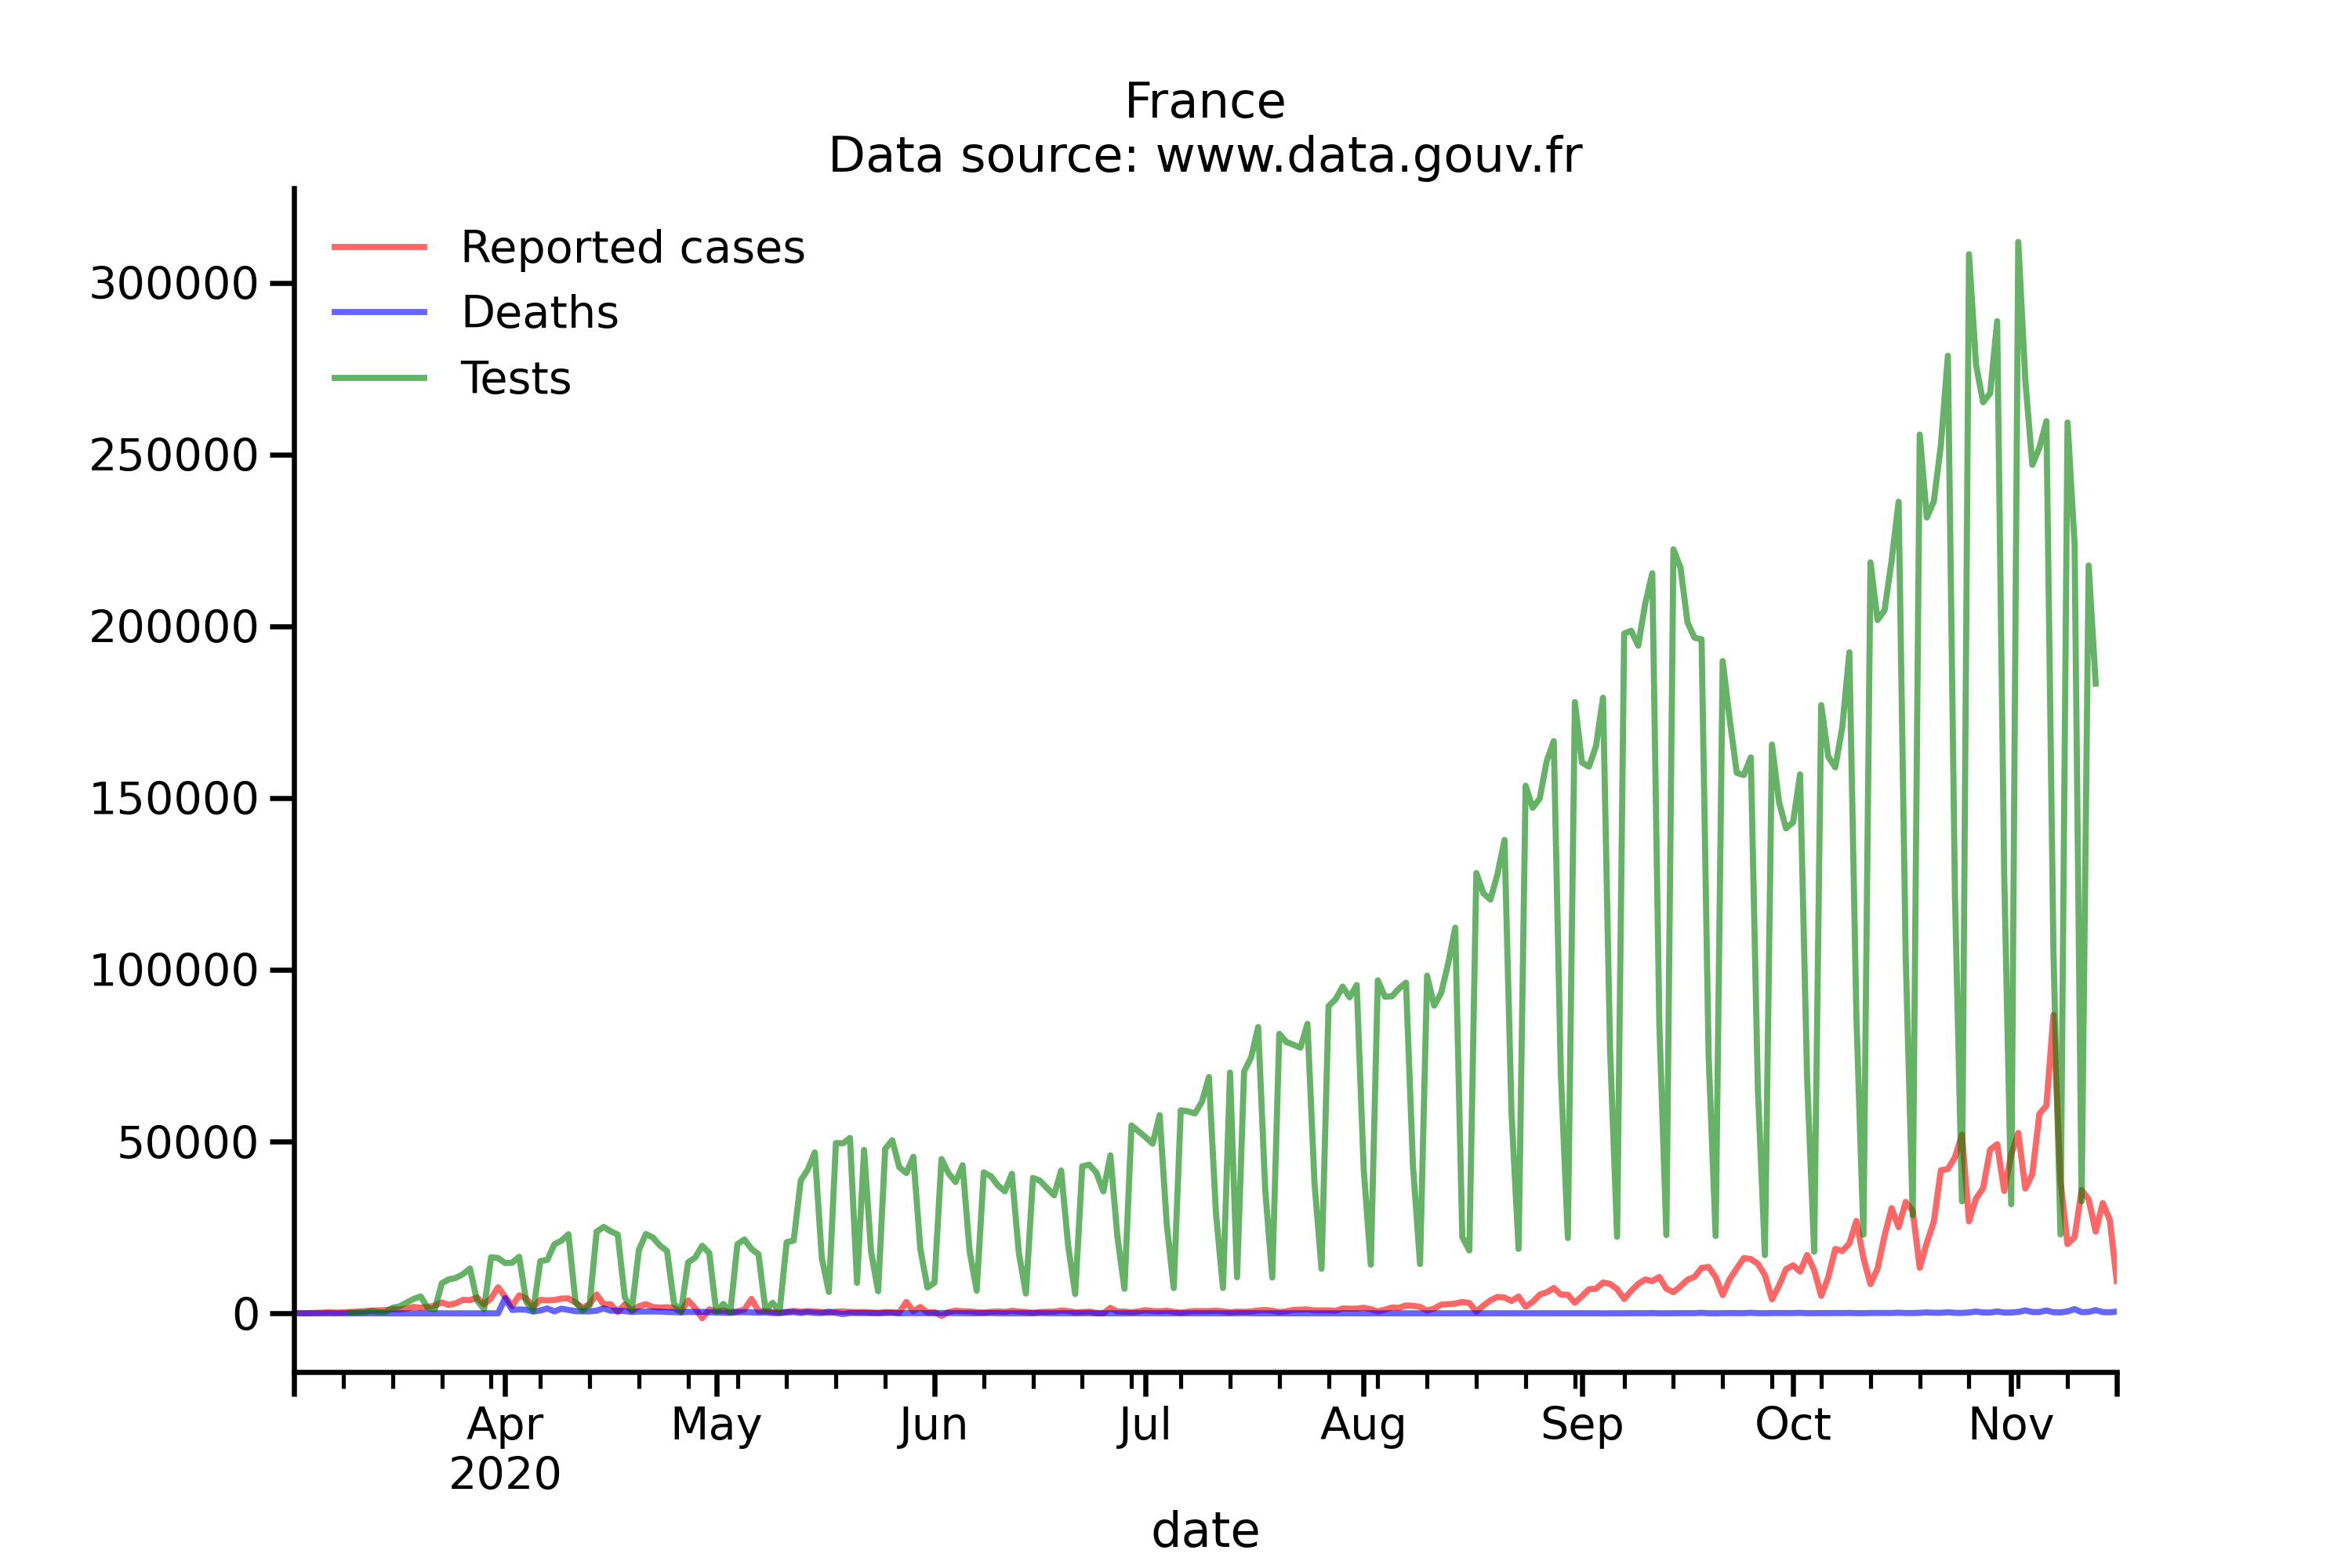 France
Data source: www.data.gouv.fr
Reported cases
Deaths
Tests
300000
250000
200000
150000
100000
50000
0
Apr May Jun Jul Aug Sep Oct Nov
2020
date